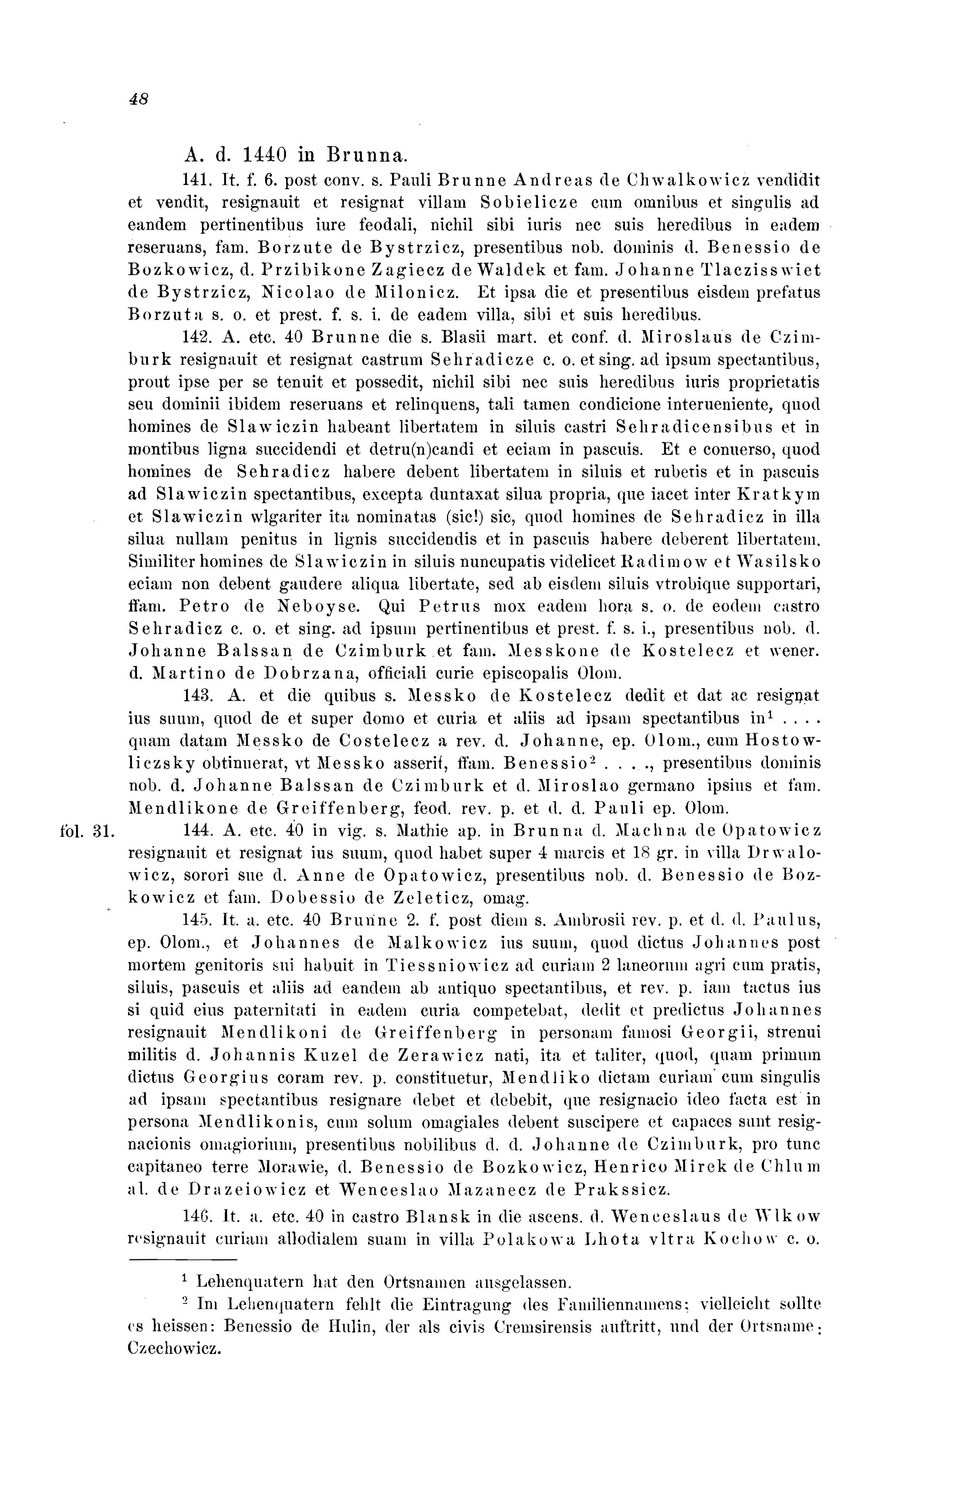 48
A. d. 1440 in Brunna.
141. It. f. 6. post conv. s. Pauli Brunne Andreas de Chwalkowicz vendidit
et vendit, resignauit et resignat villam Sobielicze cum omnibus et singulis ad
eandem pertinentibus iure feodali, nichil sibi iuris nec suis heredibus in eadem
reseruans, fam. Borzute de Bystrzicz, presentibus nob. dominis d. Benessio de
Bozkowicz, d. Przibikone Zagiecz de Waldek et fam. Johanne Tlaczisswiet
de Bystrzicz, Nicolao de Milonicz. Et ipsa die et presentibus eisdem prefatus
Borzuta s. o. et prest. f. s. i. de eadem villa, sibi et suis heredibus.
142. A. etc. 40 Brunne die s. Blasii mart. et conf. d. Miroslaus de Czim-
burk resignauit et resignat castrum Sehradicze c. o. et sing. ad ipsum spectantibus,
prout ipse per se tenuit et possedit, nichil sibi nec suis heredibus iuris proprietatis
seu dominii ibidem reseruans et relinquens, tali tamen condicione interueniente, quod
homines de Slawiczin habeant libertatem in siluis castri Sehradicensibus et in
montibus ligna succidendi et detru(n)candi et eciam in pascuis. Et e conuerso, quod
homines de Sehradicz habere debent libertatem in siluis et rubetis et in pascuis
ad Slawiczin spectantibus, excepta duntaxat silua propria, que iacet inter Kratkym
et Slawiczin wlgariter ita nominatas (sic!) sic, quod homines de Sehradicz in illa
silua nullam penitus in lignis succidendis et in pascuis habere deberent libertatem.
Similiter homines de Slawiczin in siluis nuncupatis videlicet Radimow et Wasilsko
eciam non debent gaudere aliqua libertate, sed ab eisdem siluis vtrobique supportari,
ffam. Petro de Neboyse. Qui Petrus mox eadem hora s. o. de eodem castro
Sehradicz c. o. et sing. ad ipsum pertinentibus et prest. f. s. i., presentibus nob. d.
Johanne Balssan de Czimburk et fam. Messkone de Kostelecz et wener.
d. Martino de Dobrzana, officiali curie episcopalis Olom.
143. A. et die quibus s. Messko de Kostelecz dedit et dat ac resignat
ius suum, quod de et super domo et curia et aliis ad ipsam spectantibus in¹ . . . .
quam datam Messko de Costelecz a rev. d. Johanne, ep. Olom., cum Hostow-
liczsky obtinuerat, vt Messko asserit, ffam. Benessio² . . . ., presentibus dominis
nob. d. Johanne Balssan de Czimburk et d. Miroslao germano ipsius et fam.
Mendlikone de Greiffenberg, feod. rev. p. et d. d. Pauli ep. Olom.
fol. 31. 144. A. etc. 40 in vig. s. Mathie ap. in Brunna d. Machna de Opatowicz
resignauit et resignat ius suum, quod habet super 4 marcis et 18 gr. in villa Drwalo-
wicz, sorori sue d. Anne de Opatowicz, presentibus nob. d. Benessio de Boz-
kowicz et fam. Dobessio de Zeleticz, omag.
145. It. a. etc. 40 Brunne 2. f. post diem s. Ambrosii rev. p. et d. d. Paulus,
ep. Olom., et Johannes de Malkowicz ius suum, quod dictus Johannes post
mortem genitoris sui habuit in Tiessniowicz ad curiam 2 laneorum agri cum pratis,
siluis, pascuis et aliis ad eandem ab antiquo spectantibus, et rev. p. iam tactus ius
si quid eius paternitati in eadem curia competebat, dedit et predictus Johannes
resignauit Mendlikoni de Greiffenberg in personam famosi Georgii, strenui
militis d. Johannis Kuzel de Zerawicz nati, ita et taliter, quod, quam primum
dictus Georgius coram rev. p. constituetur, Mendliko dictam curiam cum singulis
ad ipsam spectantibus resignare debet et debebit, que resignacio ideo facta est in
persona Mendlikonis, cum solum omagiales debent suscipere et capaces sunt resig-
nacionis omagiorium, presentibus nobilibus d. d. Johanne de Czimburk, pro tunc
capitaneo terre Morawie, d. Benessio de Bozkowicz, Henrico Mirek de Chlum
al. de Drazeiowicz et Wenceslao Mazanecz de Prakssicz.
146. It. a. etc. 40 in castro Blansk in die ascens. d. Wenceslaus de Wlkow
resignauit curiam allodialem suam in villa Polakowa Lhota vltra Kochow c. o.
¹ Lehenquatern hat den Ortsnamen ausgelassen.
² Im Lehenquatern fehlt die Eintragung des Familiennamens; vielleicht sollte
es heissen: Benessio de Hulin, der als civis Cremsirensis auftritt, und der Ortsname:
Czechowicz.